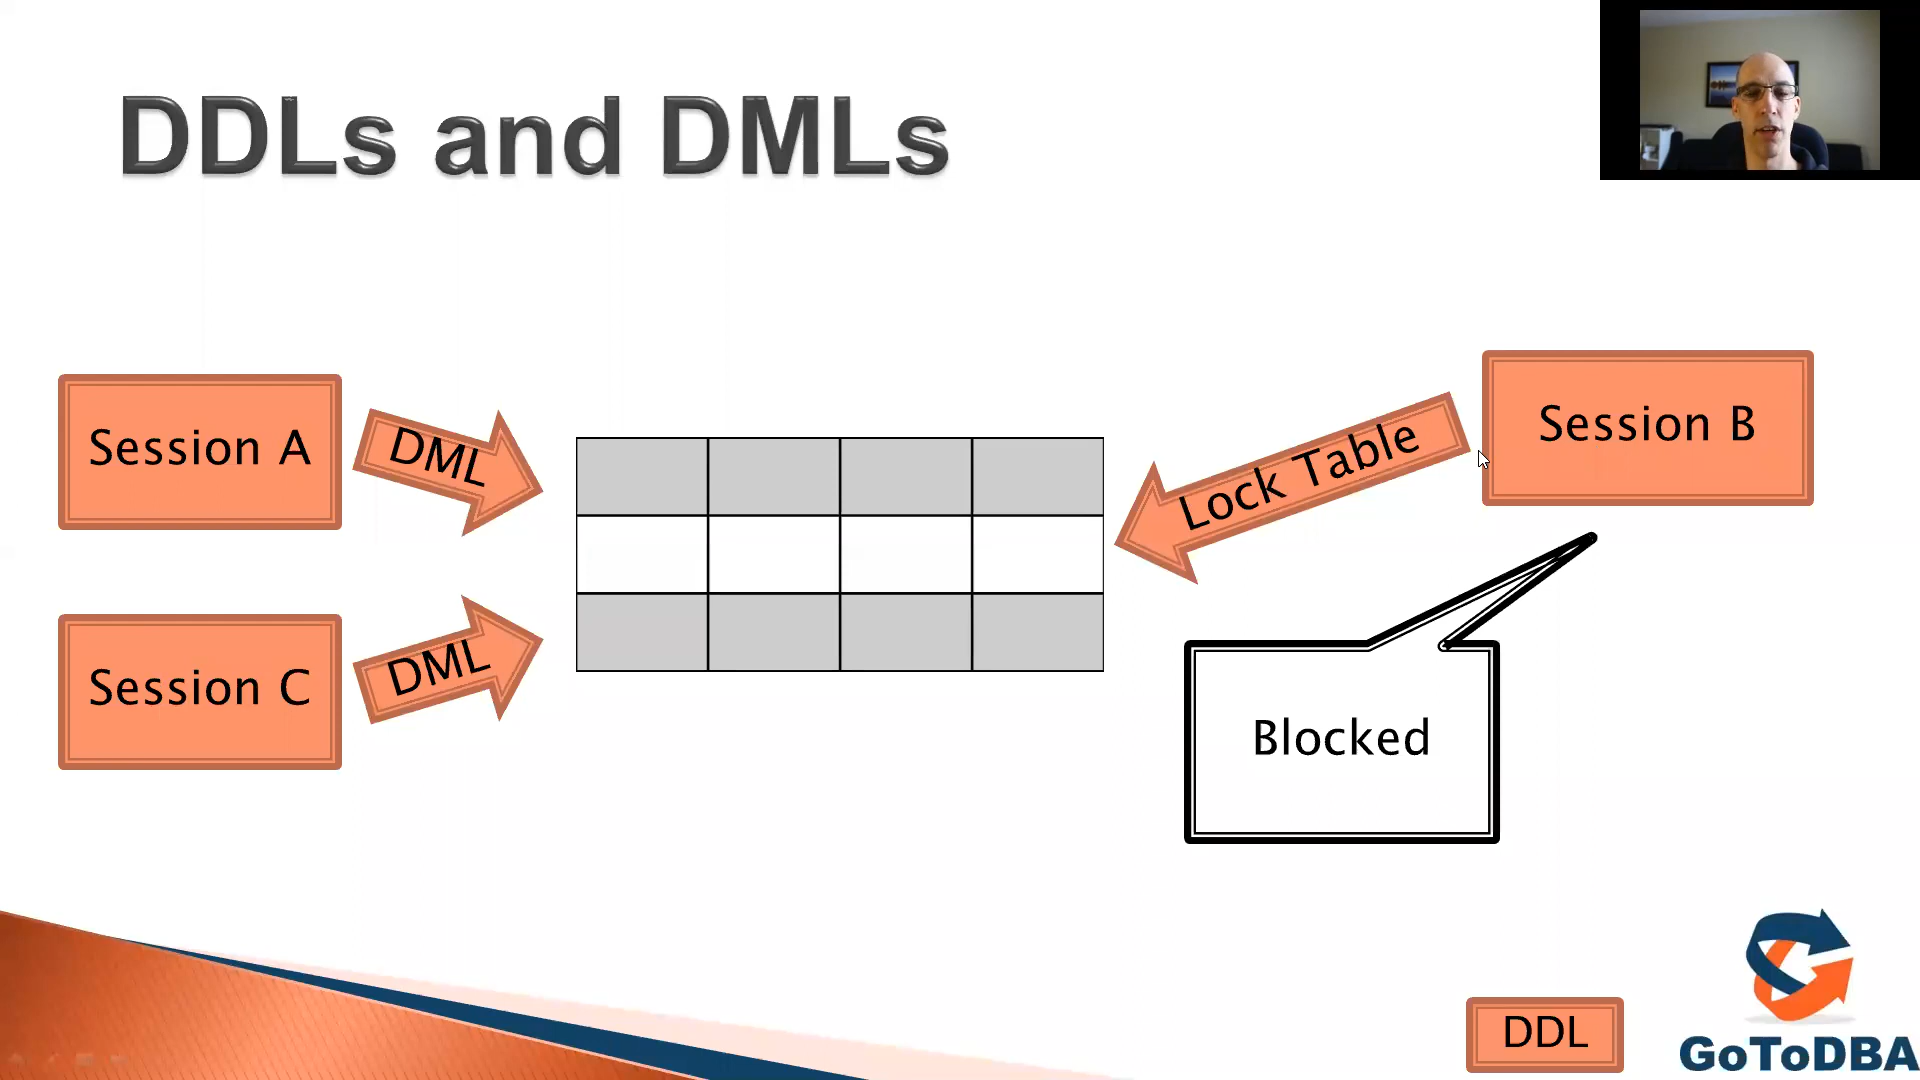 DDLs and DMLs
Session A
DML
Lock Table
Session B
Session C
DML
Blocked
DDL
GoToDBA